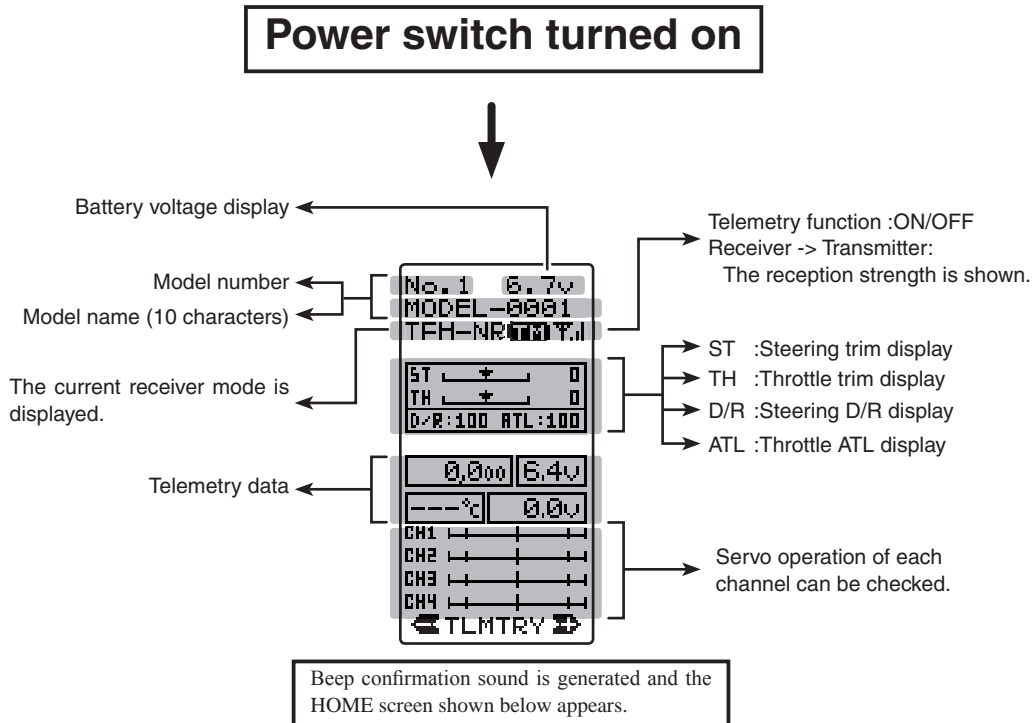 Power switch turned on
Battery voltage display
Telemetry function :ON/OFF
Receiver -> Transmitter:
The reception strength is shown.
Model number
Model name (10 characters)
The current receiver mode is
displayed.
No.1 6.7v
MODEL-0001
TFH-NR TM
ST 0
TH 0
D/R:100 ATL:100
ST :Steering trim display
TH :Throttle trim display
D/R :Steering D/R display
ATL :Throttle ATL display
Telemetry data
0,000 6.4v
---°c 0.0v
CH1
CH2
CH3
CH4
TLMTRY
Servo operation of each
channel can be checked.
Beep confirmation sound is generated and the
HOME screen shown below appears.